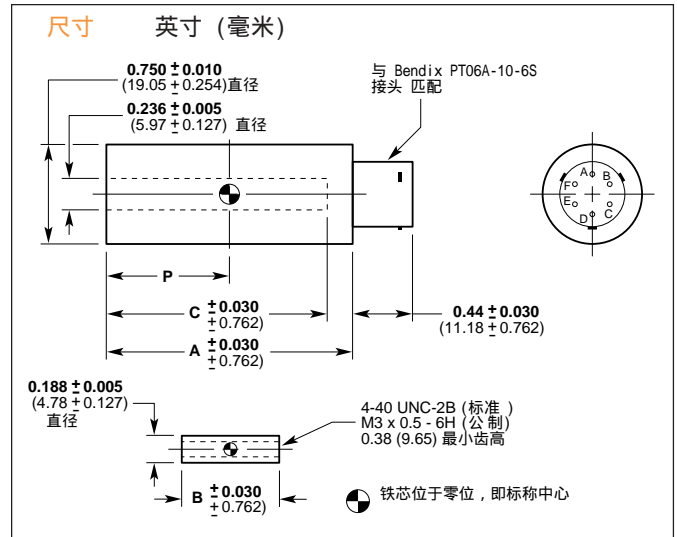 尺寸 英寸 (毫米)
0.750 ± 0.010
(19.05 ± 0.254)直径
0.236 ± 0.005
(5.97 ± 0.127) 直径
与 Bendix PT06A-10-6S
接头 匹配
A
B
F
E
C
D
P
C ± 0.030
± 0.762)
0.44 ± 0.030
(11.18 ± 0.762)
A ± 0.030
± 0.762)
0.188 ± 0.005
(4.78 ± 0.127)
直径
4-40 UNC-2B (标准 )
M3 x 0.5 - 6H (公 制)
0.38 (9.65) 最小齿高
B ± 0.030
± 0.762)
铁芯位于零位 , 即标称中心